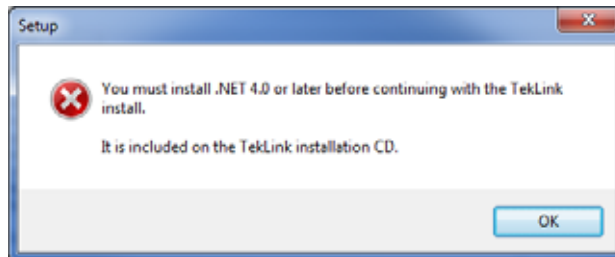 Setup
You must install .NET 4.0 or later before continuing with the TekLink
install.
It is included on the TekLink installation CD.
OK